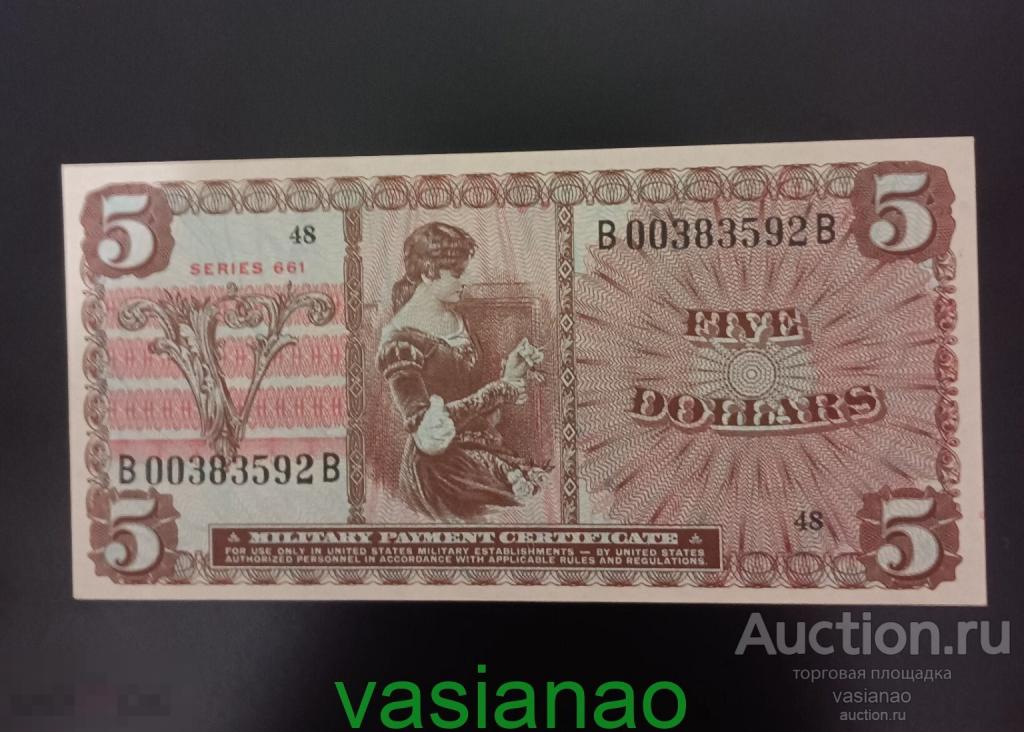 5
48
B 00383592 B
5
SERIES 661
FIVE
DOLLARS
V
B 00383592 B
5
48
5
MILITARY PAYMENT CERTIFICATE
FOR USE ONLY IN UNITED STATES MILITARY ESTABLISHMENTS — BY UNITED STATES
AUTHORIZED PERSONNEL IN ACCORDANCE WITH APPLICABLE RULES AND REGULATIONS.
Auction.ru
торговая площадка
vasianao
auction.ru
vasianao